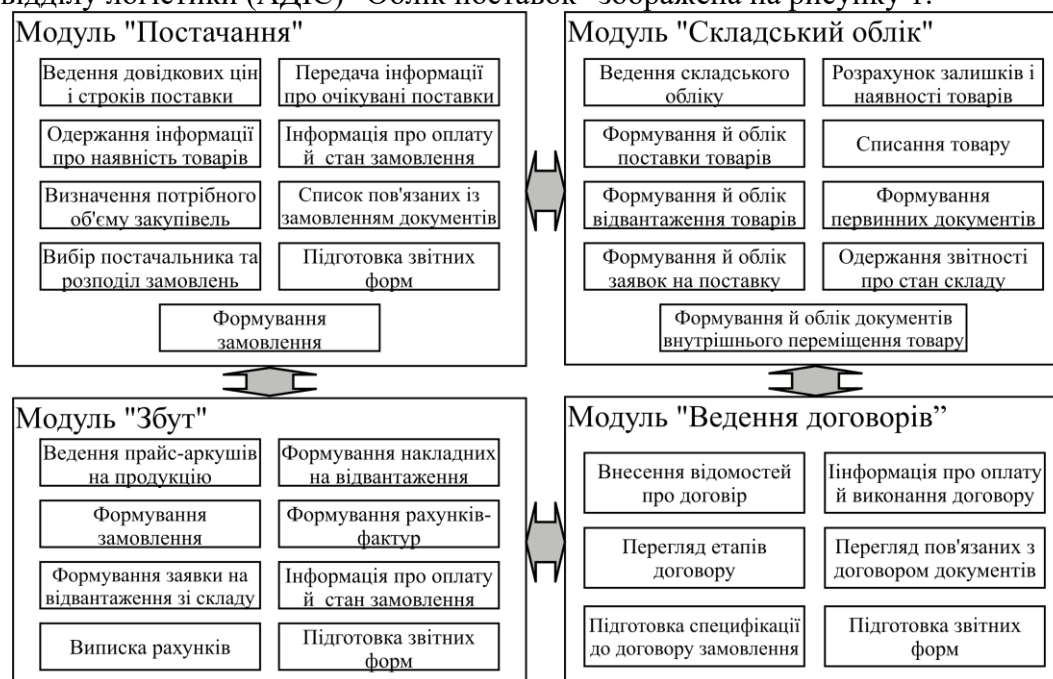 відділу логістики (АДІС) "Облік поставок" зображена на рисунку 1.
Модуль "Постачання"
Ведення довідкових цін
і строків поставки
Передача інформації
про очікувані поставки
Одержання інформації
про наявність товарів
Інформація про оплату
й стан замовлення
Визначення потрібного
об'єму закупівель
Список пов'язаних із
замовленням документів
Вибір постачальника та
розподіл замовлень
Підготовка звітних
форм
Формування
замовлення
Модуль "Складський облік"
Ведення складського
обліку
Розрахунок залишків і
наявності товарів
Формування й облік
поставки товарів
Списання товару
Формування й облік
відвантаження товарів
Формування
первинних документів
Формування й облік
заявок на поставку
Одержання звітності
про стан складу
Формування й облік документів
внутрішнього переміщення товару
Модуль "Збут"
Ведення прайс-аркушів
на продукцію
Формування накладних
на відвантаження
Формування
замовлення
Формування рахунків-
фактур
Формування заявки на
відвантаження зі складу
Інформація про оплату
й стан замовлення
Виписка рахунків
Підготовка звітних
форм
Модуль "Ведення договорів”
Внесення відомостей
про договір
Іінформація про оплату
й виконання договору
Перегляд етапів
договору
Перегляд пов'язаних з
договором документів
Підготовка специфікації
до договору замовлення
Підготовка звітних
форм